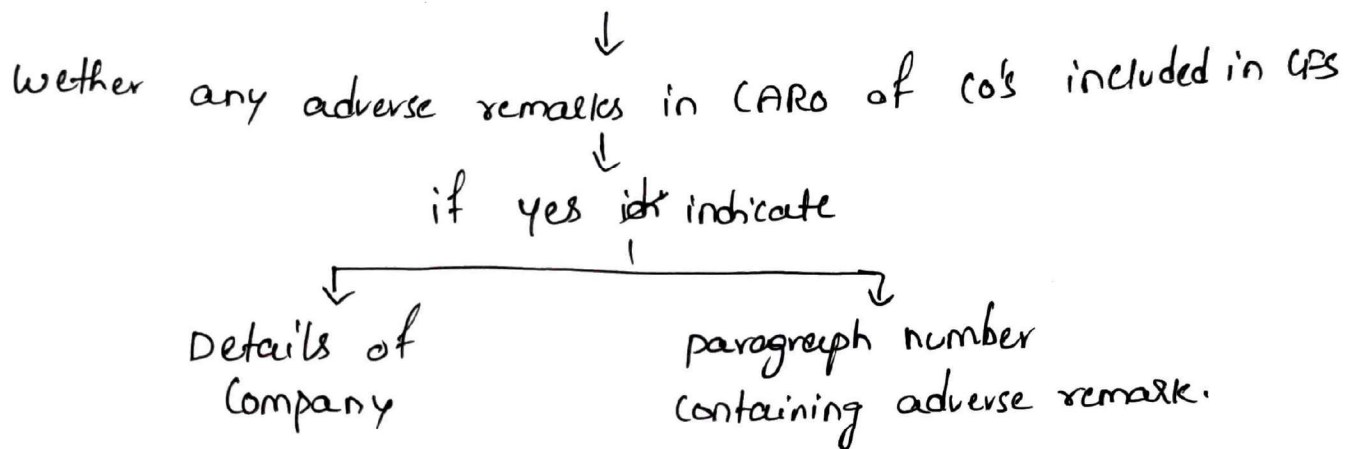 Wether any adverse remarks in CARO of co's included in CFS
if yes indicate
Details of paragraph number
Company containing adverse remark.